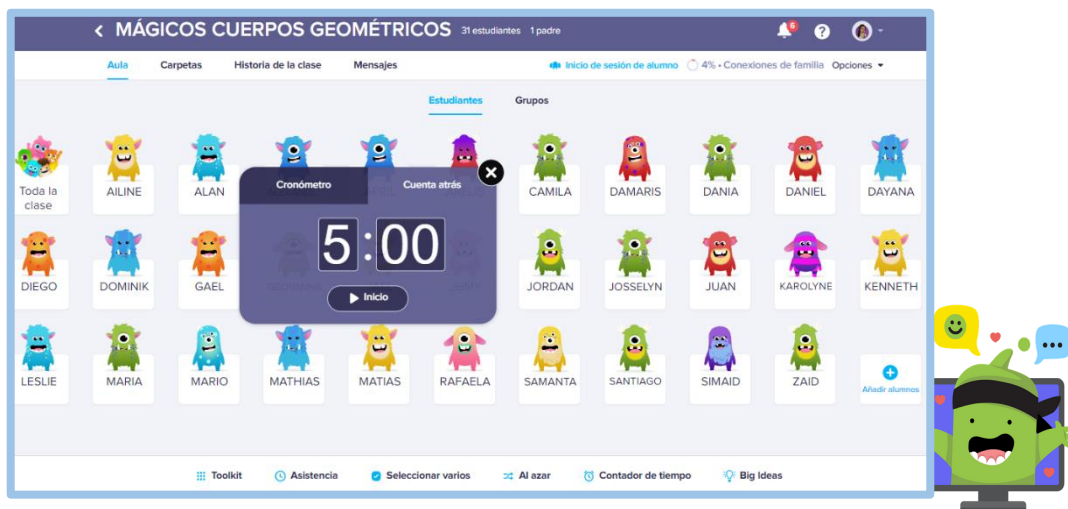 MÁGICOS CUERPOS GEOMÉTRICOS 31 estudiantes 1 padre 6 ?
Aula Carpetas Historia de la clase Mensajes Inicio de sesión de alumno 4% • Conexiones de familia Opciones
Estudiantes Grupos
Toda la clase AILINE ALAN CAMILA DAMARIS DANIA DANIEL DAYANA
Cronómetro Cuenta atrás
5:00
Inicio
DIEGO DOMINIK GAEL JORDAN JOSSELYN JUAN KAROLYNE KENNETH
LESLIE MARIA MARIO MATHIAS MATIAS RAFAELA SAMANTA SANTIAGO SIMAID ZAID Añadir alumnos
Toolkit Asistencia Seleccionar varios Al azar Contador de tiempo Big Ideas